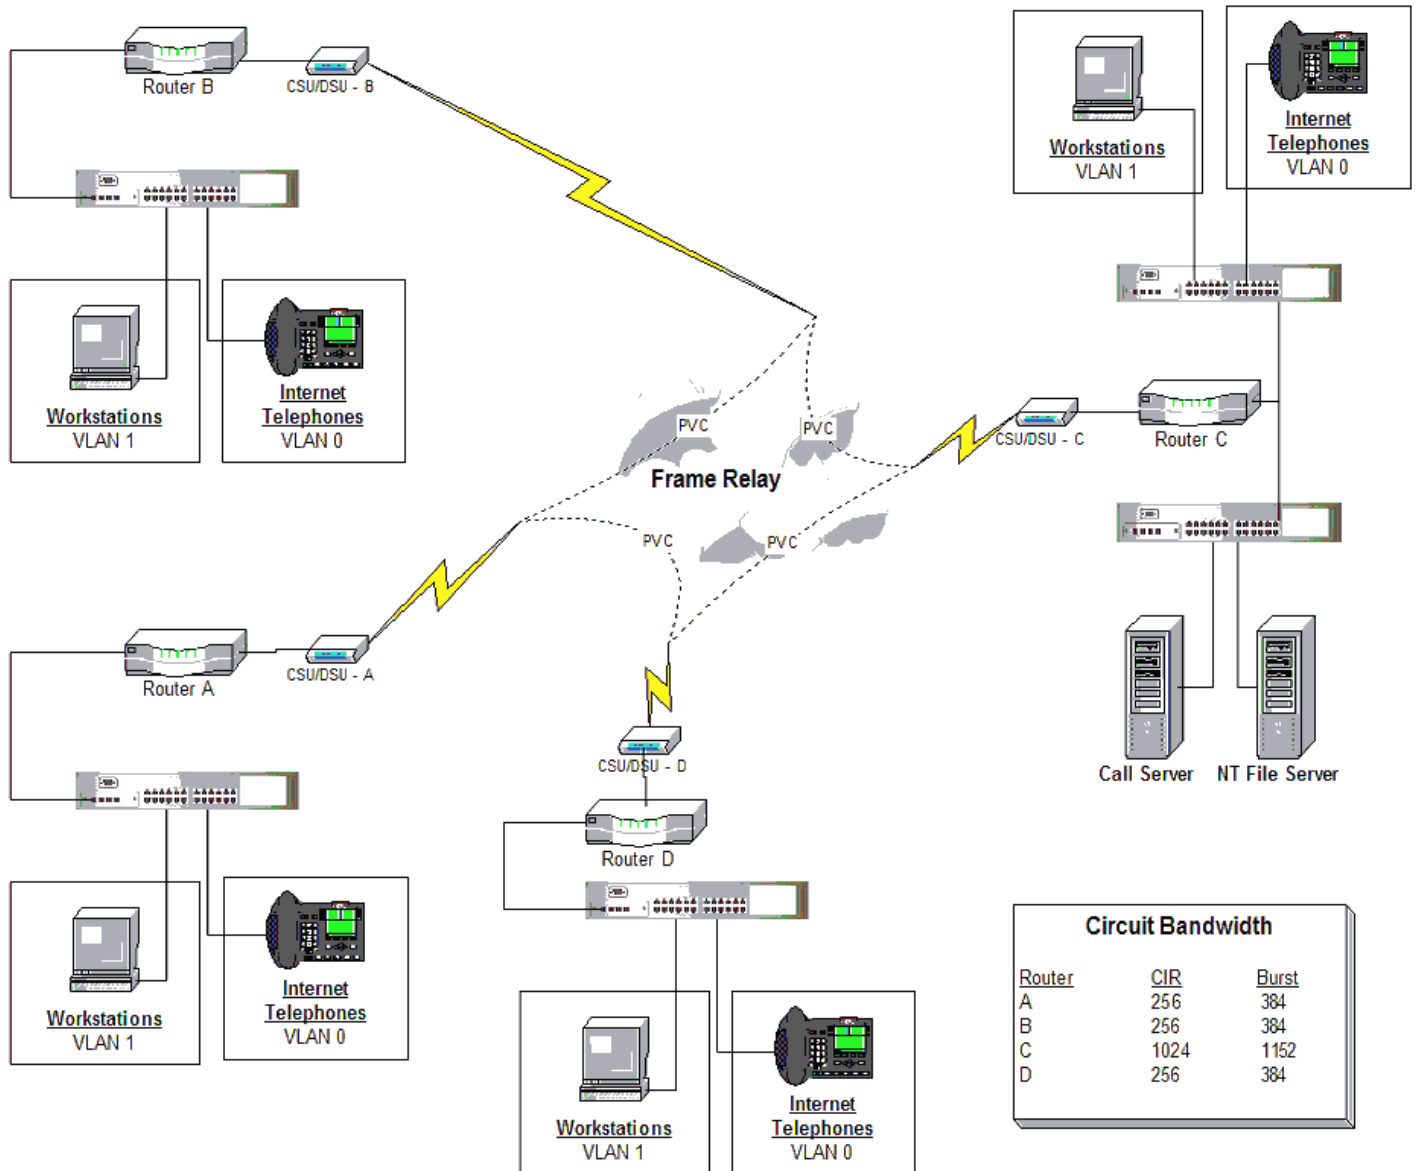 Router B
CSU/DSU - B
Workstations
VLAN 1
Internet
Telephones
VLAN 0
Workstations
VLAN 1
Internet
Telephones
VLAN 0
PVC
PVC
Frame Relay
PVC
PVC
CSU/DSU - C
Router C
Call Server
NT File Server
Router A
CSU/DSU - A
Workstations
VLAN 1
Internet
Telephones
VLAN 0
CSU/DSU - D
Router D
Workstations
VLAN 1
Internet
Telephones
VLAN 0
Circuit Bandwidth
Router CIR Burst
A 256 384
B 256 384
C 1024 1152
D 256 384